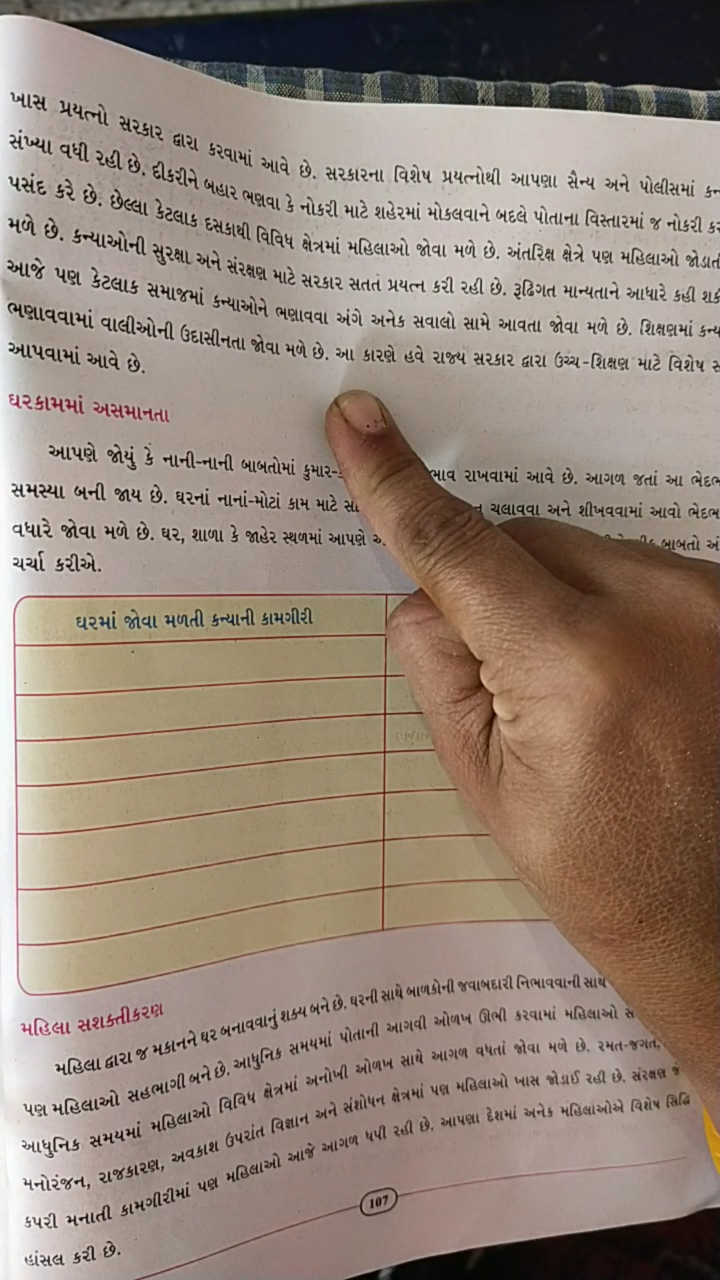 ખાસ પ્રયત્નો સરકાર દ્વારા કરવામાં આવે છે. સરકારના વિશેષ પ્રયત્નોથી આપણા સૈન્ય અને પોલીસમાં
સંખ્યા વધી રહી છે. દીકરીને બહાર ભણવા કે નોકરી માટે શહેરમાં મોકલવાને બદલે પોતાના વિસ્તારમાં જ નોકરી
પસંદ કરે છે. છેલ્લા કેટલાક દસકાથી વિવિધ ક્ષેત્રમાં મહિલાઓ જોવા મળે છે. અંતરિક્ષ ક્ષેત્રે પણ મહિલાઓ
મળે છે. કન્યાઓની સુરક્ષા અને સંરક્ષણ માટે સરકાર સતત પ્રયત્ન કરી રહી છે. રૂઢિગત માન્યતાને આધારે કહી
આજે પણ કેટલાક સમાજમાં કન્યાઓને ભણાવવા અંગે અનેક સવાલો સામે આવતા જોવા મળે છે. શિક્ષણમાં
ભણાવવામાં વાલીઓની ઉદાસીનતા જોવા મળે છે. આ કારણે હવે રાજ્ય સરકાર દ્વારા ઉચ્ચ-શિક્ષણ માટે વિશેષ
આપવામાં આવે છે.
ઘરકામમાં અસમાનતા
આપણે જોયું કે નાની-નાની બાબતોમાં કુમાર- રાખવામાં આવે છે. આગળ જતાં આ
સમસ્યા બની જાય છે. ઘરનાં નાનાં-મોટાં કામ માટે ચલાવવા અને શીખવવામાં આવો
વધારે જોવા મળે છે. ઘર, શાળા કે જાહેર સ્થળમાં આપણે બાબતો
ચર્ચા કરીએ.
ઘરમાં જોવા મળતી કન્યાની કામગીરી
મહિલા સશક્તીકરણ
મહિલા દ્વારા જ મકાનને ઘર બનાવવાનું શક્ય બને છે. ઘરની સાથે બાળકોની જવાબદારી નિભાવવાની સાથે
પણ મહિલાઓ સહભાગી બને છે. આધુનિક સમયમાં પોતાની આગવી ઓળખ ઊભી કરવામાં મહિલાઓ
આધુનિક સમયમાં મહિલાઓ વિવિધ ક્ષેત્રમાં અનોખી ઓળખ સાથે આગળ વધતાં જોવા મળે છે. રમત-જગત,
મનોરંજન, રાજકારણ, અવકાશ ઉપરાંત વિજ્ઞાન અને સંશોધન ક્ષેત્રમાં પણ મહિલાઓ ખાસ જોડાઈ રહી છે. સંરક્ષણ
કપરી મનાતી કામગીરીમાં પણ મહિલાઓ આજે આગળ ધપી રહી છે. આપણા દેશમાં અનેક મહિલાઓએ વિશેષ સિદ્ધિ
હાંસલ કરી છે.
107